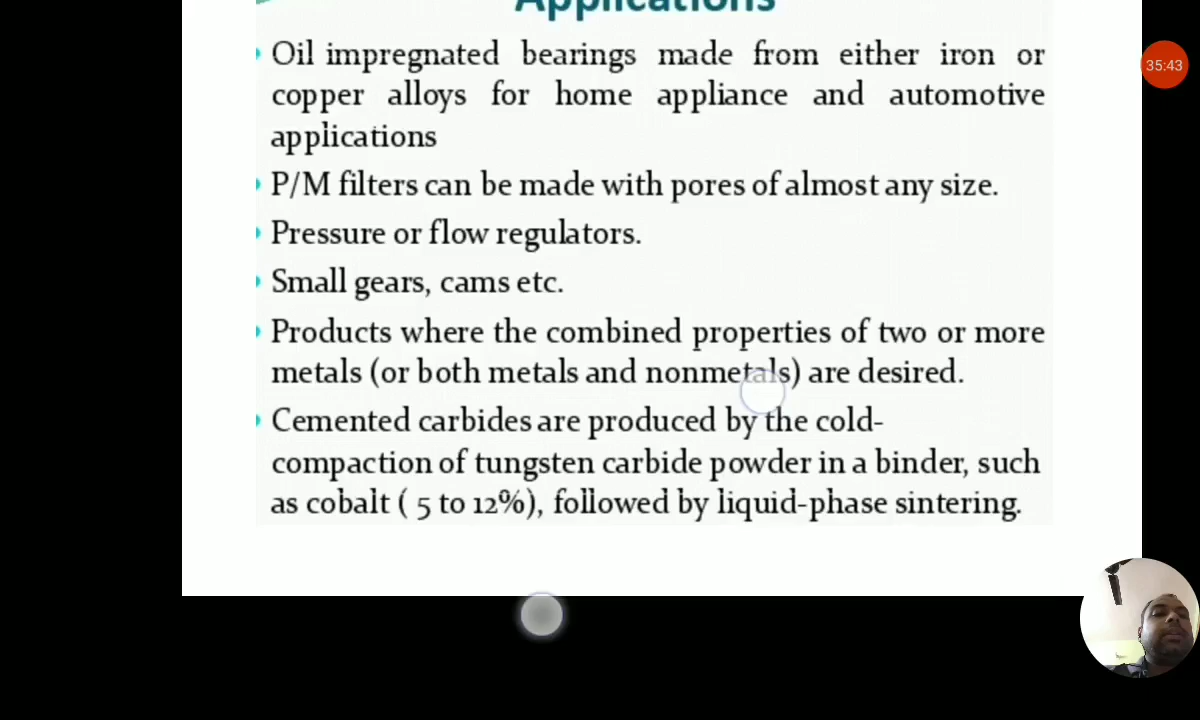 Applications
35:43
• Oil impregnated bearings made from either iron or
copper alloys for home appliance and automotive
applications
• P/M filters can be made with pores of almost any size.
• Pressure or flow regulators.
• Small gears, cams etc.
• Products where the combined properties of two or more
metals (or both metals and nonmetals) are desired.
• Cemented carbides are produced by the cold-
compaction of tungsten carbide powder in a binder, such
as cobalt ( 5 to 12%), followed by liquid-phase sintering.